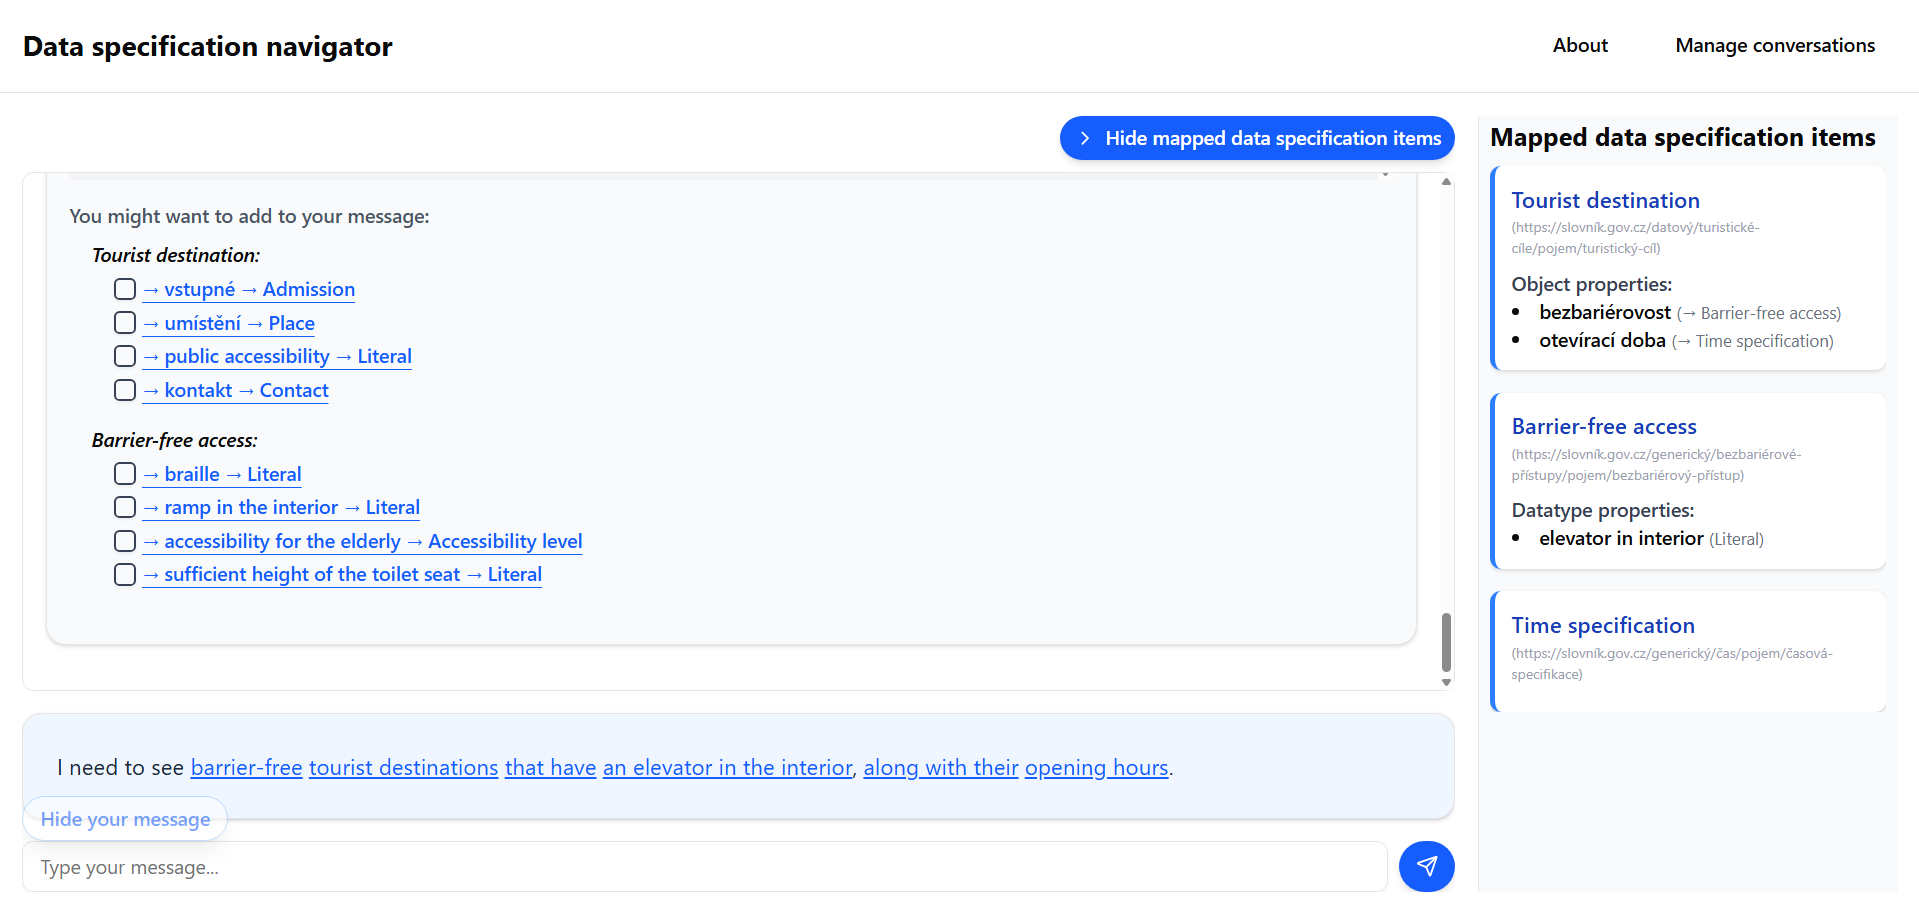 Data specification navigator
About
Manage conversations
Hide mapped data specification items
You might want to add to your message:
Tourist destination:
→ vstupné → Admission
→ umístění → Place
→ public accessibility → Literal
→ kontakt → Contact
Barrier-free access:
→ braille → Literal
→ ramp in the interior → Literal
→ accessibility for the elderly → Accessibility level
→ sufficient height of the toilet seat → Literal
I need to see barrier-free tourist destinations that have an elevator in the interior, along with their opening hours.
Hide your message
Type your message...
Mapped data specification items
Tourist destination
(https://slovník.gov.cz/datový/turistické-
cíle/pojem/turistický-cíl)
Object properties:
• bezbariérovost (→ Barrier-free access)
• otevírací doba (→ Time specification)
Barrier-free access
(https://slovník.gov.cz/generický/bezbariérové-
přístupy/pojem/bezbariérový-přístup)
Datatype properties:
• elevator in interior (Literal)
Time specification
(https://slovník.gov.cz/generický/čas/pojem/časová-
specifikace)